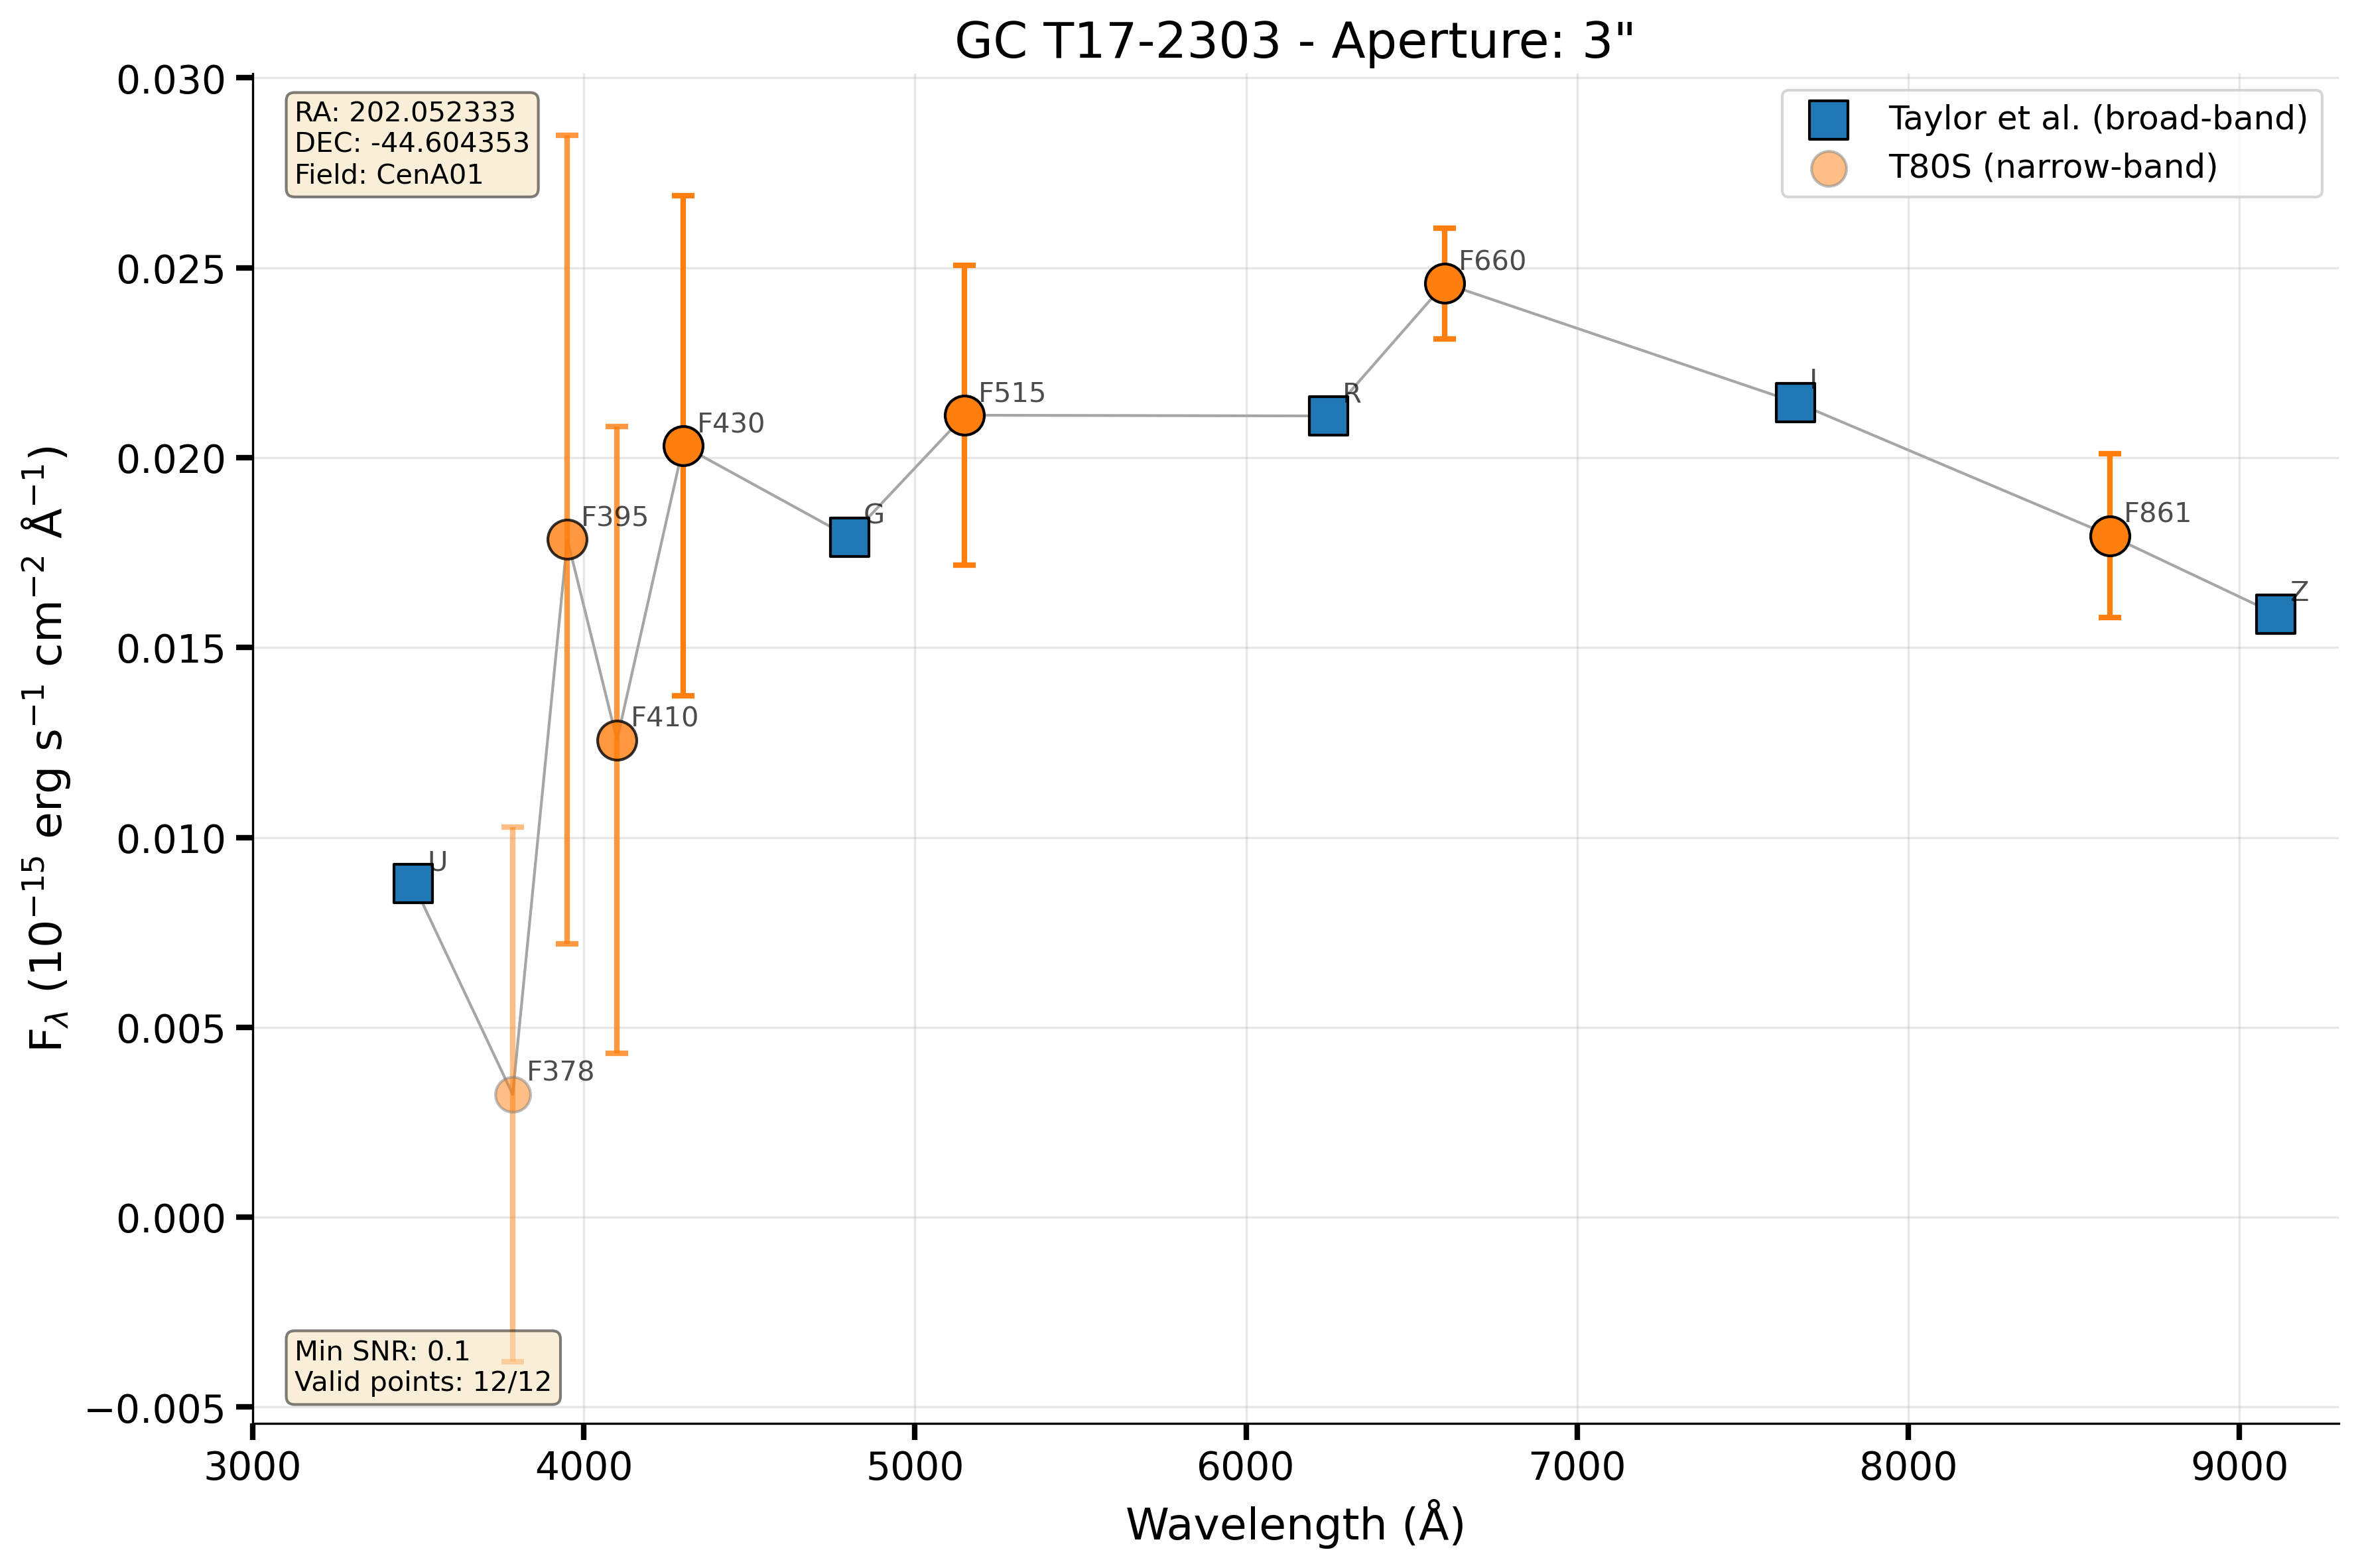 GC T17-2303 - Aperture: 3"
RA: 202.052333
DEC: -44.604353
Field: CenA01
Taylor et al. (broad-band)
T80S (narrow-band)
0.030
0.025
0.020
0.015
0.010
0.005
0.000
−0.005
F_λ (10⁻¹⁵ erg s⁻¹ cm⁻² Å⁻¹)
U
F378
F395
F410
F430
G
F515
R
F660
I
F861
Z
Min SNR: 0.1
Valid points: 12/12
3000
4000
5000
6000
7000
8000
9000
Wavelength (Å)